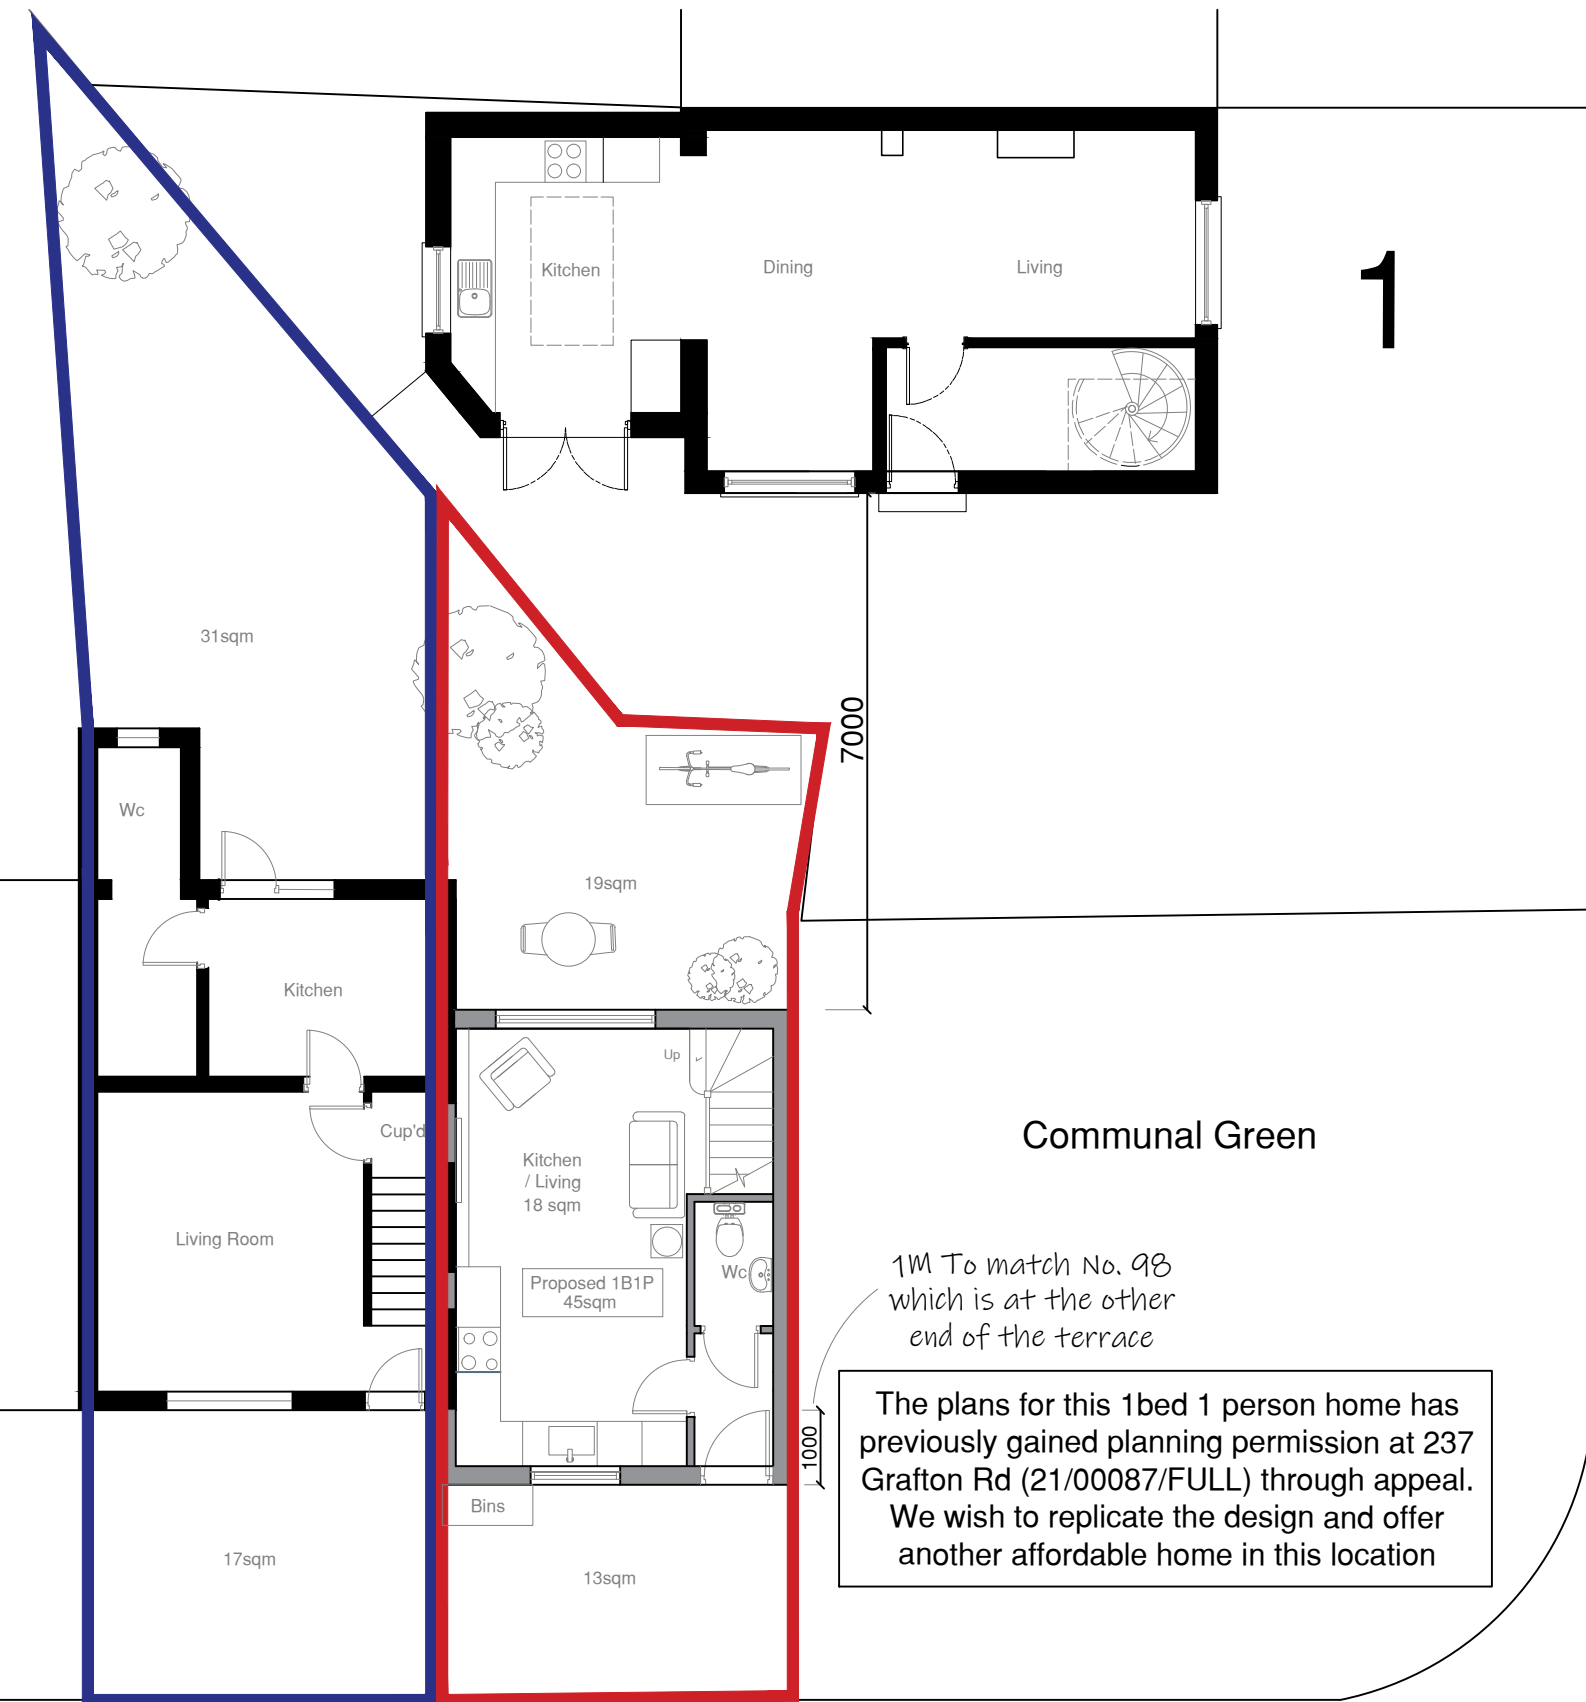 Kitchen
Dining
Living
1
31sqm
7000
Wc
19sqm
Kitchen
Up
Cup'd
Communal Green
Kitchen
/ Living
18 sqm
Living Room
Wc
Proposed 1B1P
45sqm
1M To match No. 98
which is at the other
end of the terrace
1000
The plans for this 1bed 1 person home has
previously gained planning permission at 237
Grafton Rd (21/00087/FULL) through appeal.
We wish to replicate the design and offer
another affordable home in this location
Bins
17sqm
13sqm